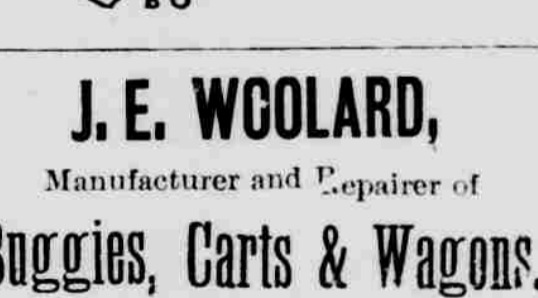 J. E. WOOLARD,
Manufacturer and Repairer of
Buggies, Carts & Wagons.